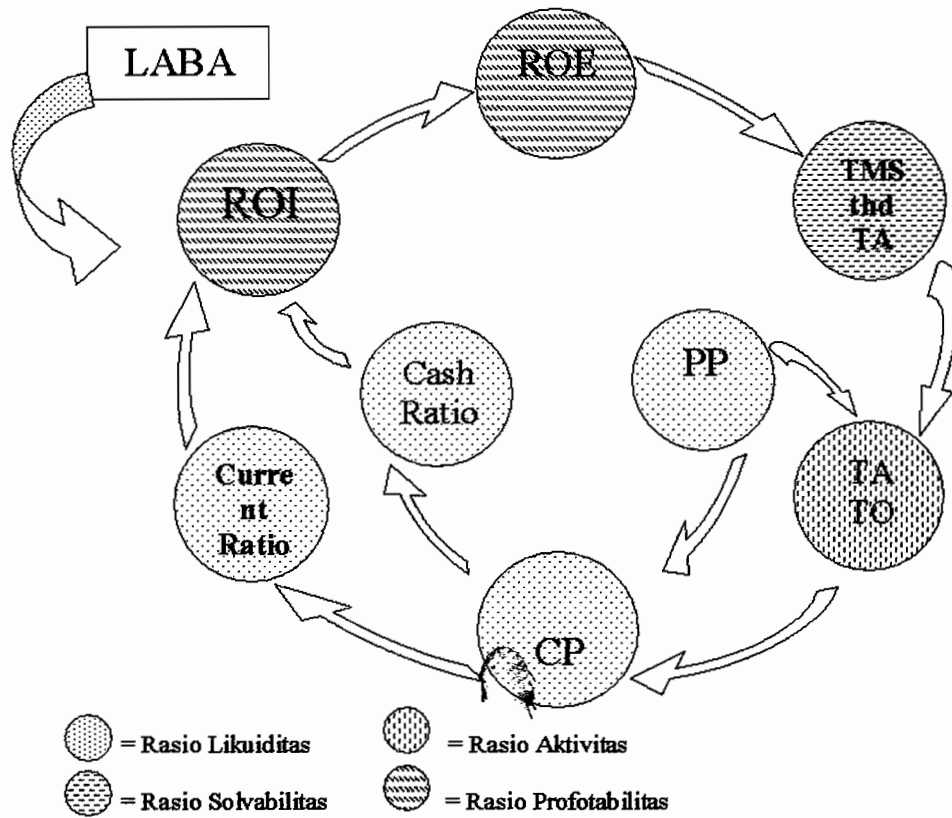 LABA
ROE
ROI
TMS
thd
TA
Cash
Ratio
PP
Curre
nt
Ratio
TA
TO
CP
= Rasio Likuiditas
= Rasio Aktivitas
= Rasio Solvabilitas
= Rasio Profotabilitas